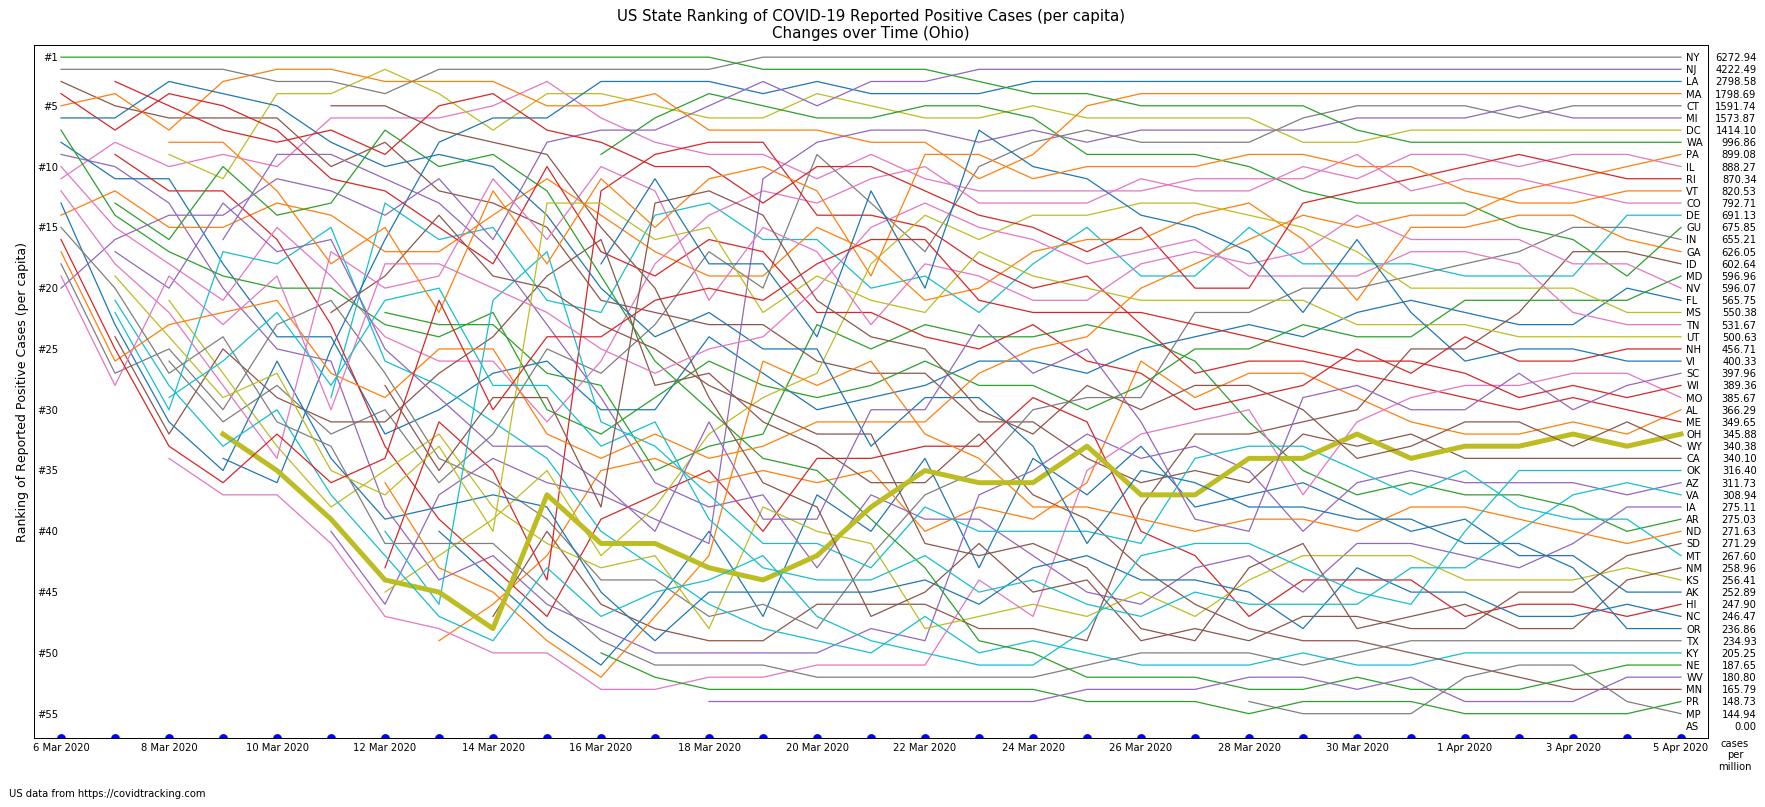 US State Ranking of COVID-19 Reported Positive Cases (per capita)
Changes over Time (Ohio)
Ranking of Reported Positive Cases (per capita)
#1
#5
#10
#15
#20
#25
#30
#35
#40
#45
#50
#55
NY 6272.94
NJ 4222.49
LA 2798.58
MA 1798.69
CT 1591.74
MI 1573.87
DC 1414.10
WA 996.86
PA 899.08
IL 888.27
RI 870.34
VT 820.53
CO 792.71
DE 691.13
GU 675.85
IN 655.21
GA 626.05
ID 602.64
MD 596.96
NV 596.07
FL 565.75
MS 550.38
TN 531.67
UT 500.63
NH 456.71
VI 400.33
SC 397.96
WI 389.36
MO 385.67
AL 366.29
ME 349.65
OH 345.88
WY 340.38
CA 340.10
OK 316.40
AZ 311.73
VA 308.94
IA 275.11
AR 275.03
ND 271.63
SD 271.29
MT 267.60
NM 258.96
KS 256.41
AK 252.89
HI 247.90
NC 246.47
OR 236.86
TX 234.93
KY 205.25
NE 187.65
WV 180.80
MN 165.79
PR 148.73
MP 144.94
AS 0.00
6 Mar 2020 8 Mar 2020 10 Mar 2020 12 Mar 2020 14 Mar 2020 16 Mar 2020 18 Mar 2020 20 Mar 2020 22 Mar 2020 24 Mar 2020 26 Mar 2020 28 Mar 2020 30 Mar 2020 1 Apr 2020 3 Apr 2020 5 Apr 2020
cases
per
million
US data from https://covidtracking.com